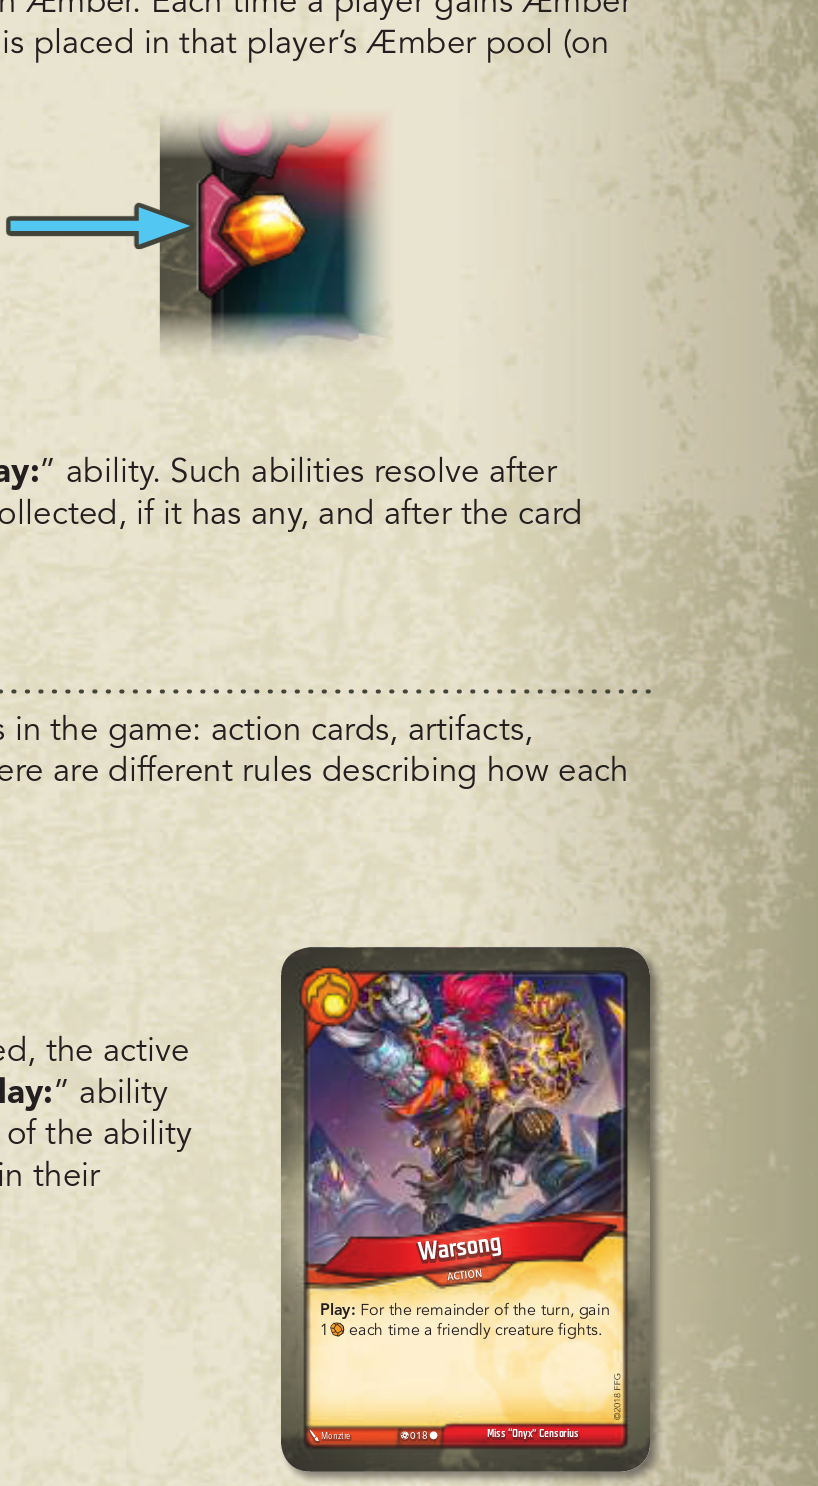 n Æmber. Each time a player gains Æmber
is placed in that player's Æmber pool (on
ay:" ability. Such abilities resolve after
ollected, if it has any, and after the card
s in the game: action cards, artifacts,
ere are different rules describing how each
ed, the active
lay:" ability
of the ability
in their
Warsong
ACTION
Play: For the remainder of the turn, gain
1 each time a friendly creature fights.
©2018 FFG
Monztre
018
Miss "Onyx" Censorius